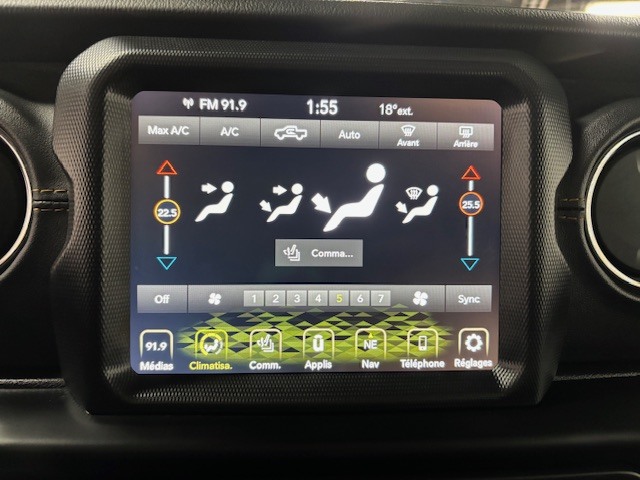 FM 91.9 1:55 18°ext.
Max A/C A/C Auto Avant Arrière
22.5 25.5
Comma...
Off 1 2 3 4 5 6 7 Sync
91.9 NE
Médias Climatisa. Comm. Applis Nav Téléphone Réglages